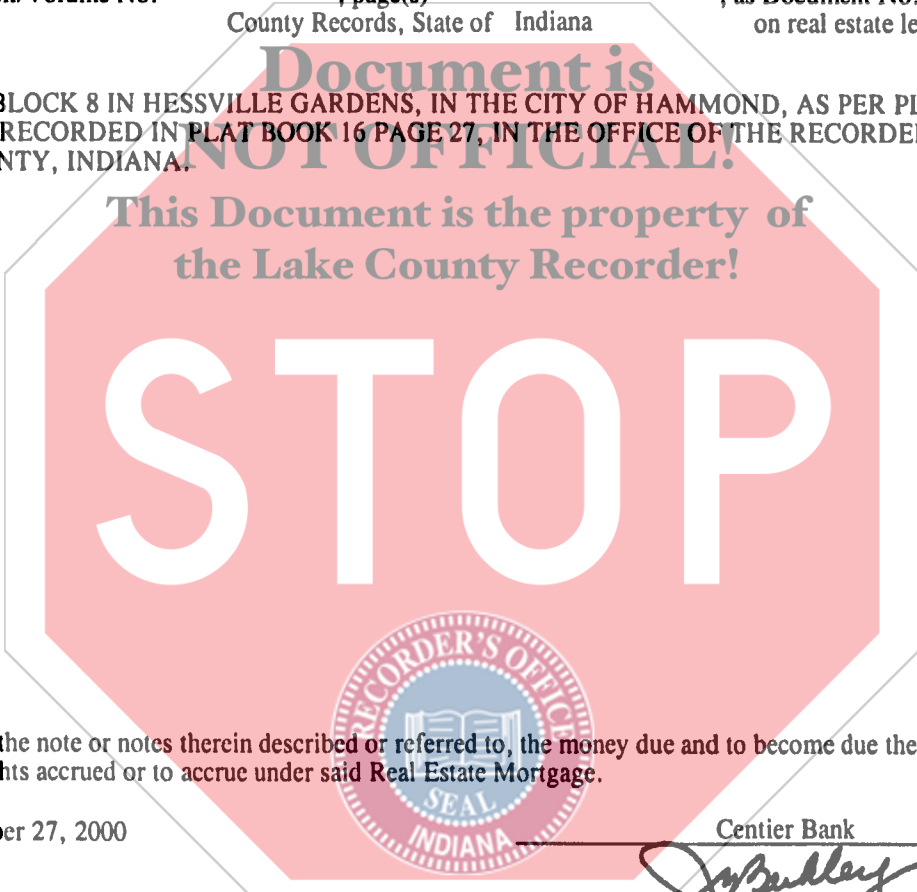 County Records, State of Indiana
on real estate le
Document is
BLOCK 8 IN HESSVILLE GARDENS, IN THE CITY OF HAMMOND, AS PER PL
RECORDED IN PLAT BOOK 16 PAGE 27, IN THE OFFICE OF THE RECORDE
NOT OFFICIAL!
NTY, INDIANA.
This Document is the property of
the Lake County Recorder!
STOP
RECORDER'S OFFICE
SEAL
INDIANA
the note or notes therein described or referred to, the money due and to become due the
hts accrued or to accrue under said Real Estate Mortgage.
er 27, 2000
Centier Bank